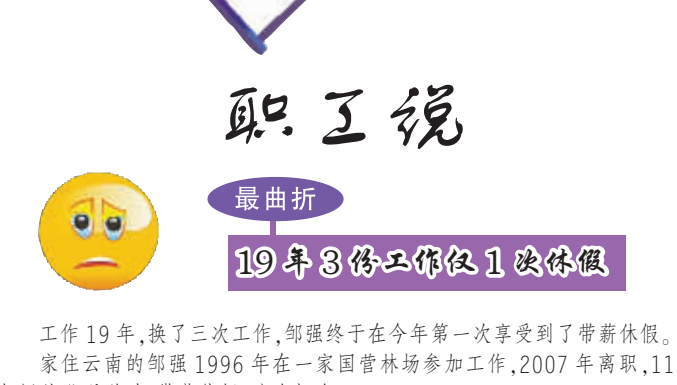 职工说
最曲折
19年3份工作仅1次休假
工作19年,换了三次工作,邹强终于在今年第一次享受到了带薪休假。
家住云南的邹强1996年在一家国营林场参加工作,2007年离职,11